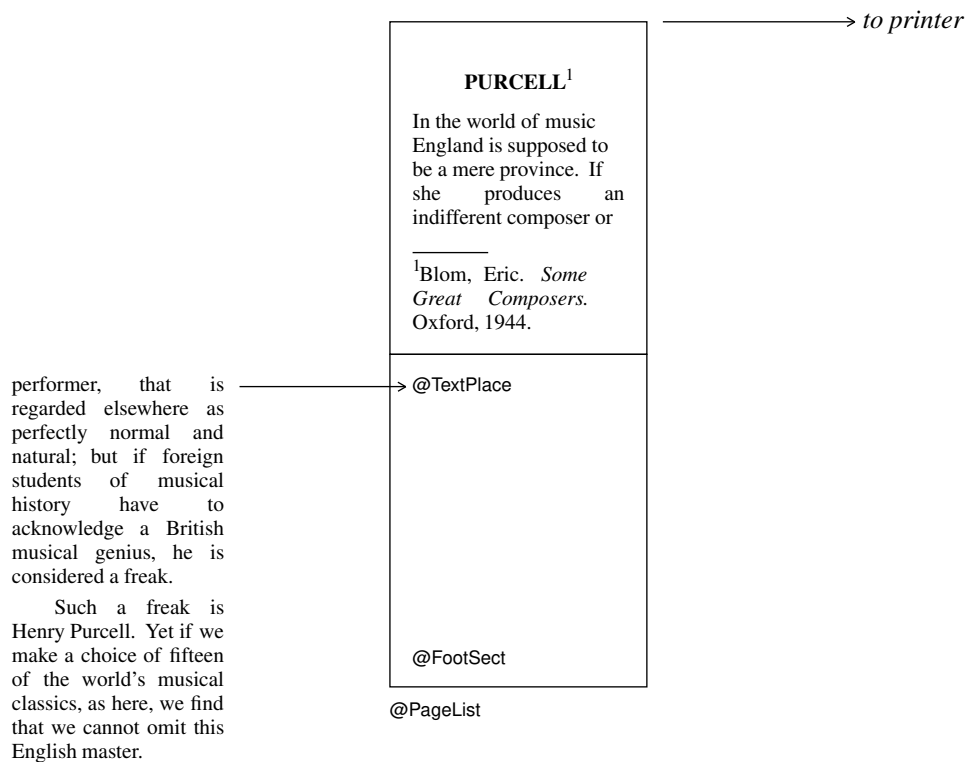 to printer
PURCELL1
In the world of music
England is supposed to
be a mere province. If
she produces an
indifferent composer or
1Blom, Eric. Some
Great Composers.
Oxford, 1944.
performer, that is
regarded elsewhere as
perfectly normal and
natural; but if foreign
students of musical
history have to
acknowledge a British
musical genius, he is
considered a freak.
Such a freak is
Henry Purcell. Yet if we
make a choice of fifteen
of the world's musical
classics, as here, we find
that we cannot omit this
English master.
@TextPlace
@FootSect
@PageList